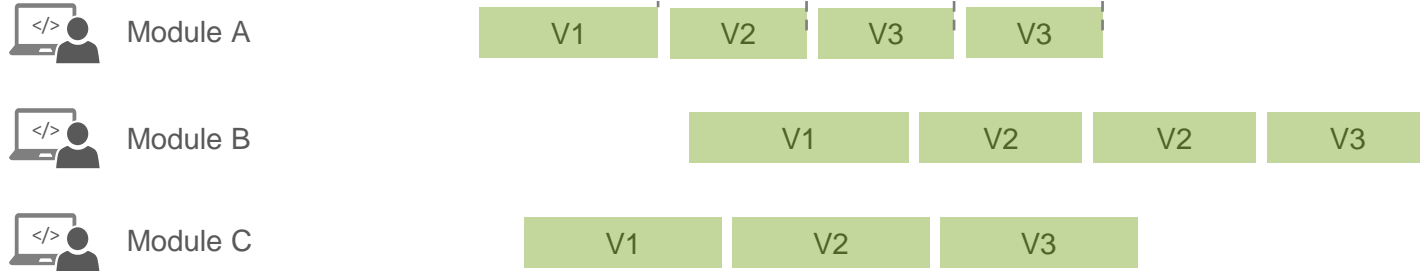 </> Module A V1 V2 V3 V3
</> Module B V1 V2 V2 V3
</> Module C V1 V2 V3